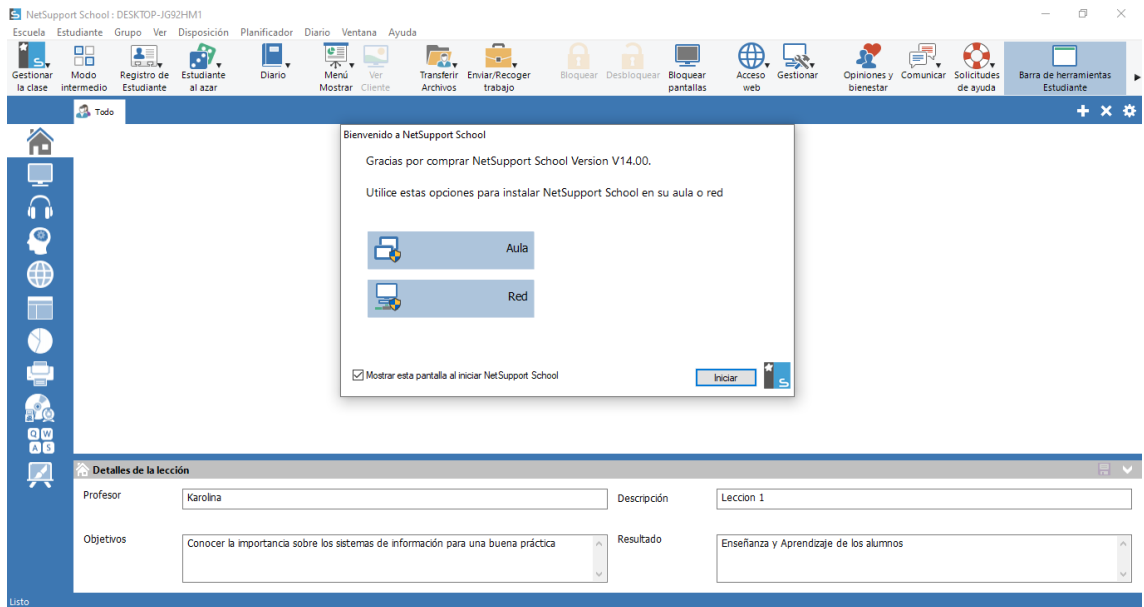 NetSupport School : DESKTOP-JG92HM1
Escuela Estudiante Grupo Ver Disposición Planificador Diario Ventana Ayuda
Gestionar la clase
Modo intermedio
Registro de Estudiante
Estudiante al azar
Diario
Menú Mostrar
Ver Cliente
Transferir Archivos
Enviar/Recoger trabajo
Bloquear
Desbloquear
Bloquear pantallas
Acceso web
Gestionar
Opiniones y bienestar
Comunicar
Solicitudes de ayuda
Barra de herramientas Estudiante
Todo
Bienvenido a NetSupport School
Gracias por comprar NetSupport School Version V14.00.
Utilice estas opciones para instalar NetSupport School en su aula o red
Aula
Red
Mostrar esta pantalla al iniciar NetSupport School
Iniciar
S
Q W
A S
Detalles de la lección
Profesor
Karolina
Descripción
Leccion 1
Objetivos
Conocer la importancia sobre los sistemas de información para una buena práctica
Resultado
Enseñanza y Aprendizaje de los alumnos
Listo